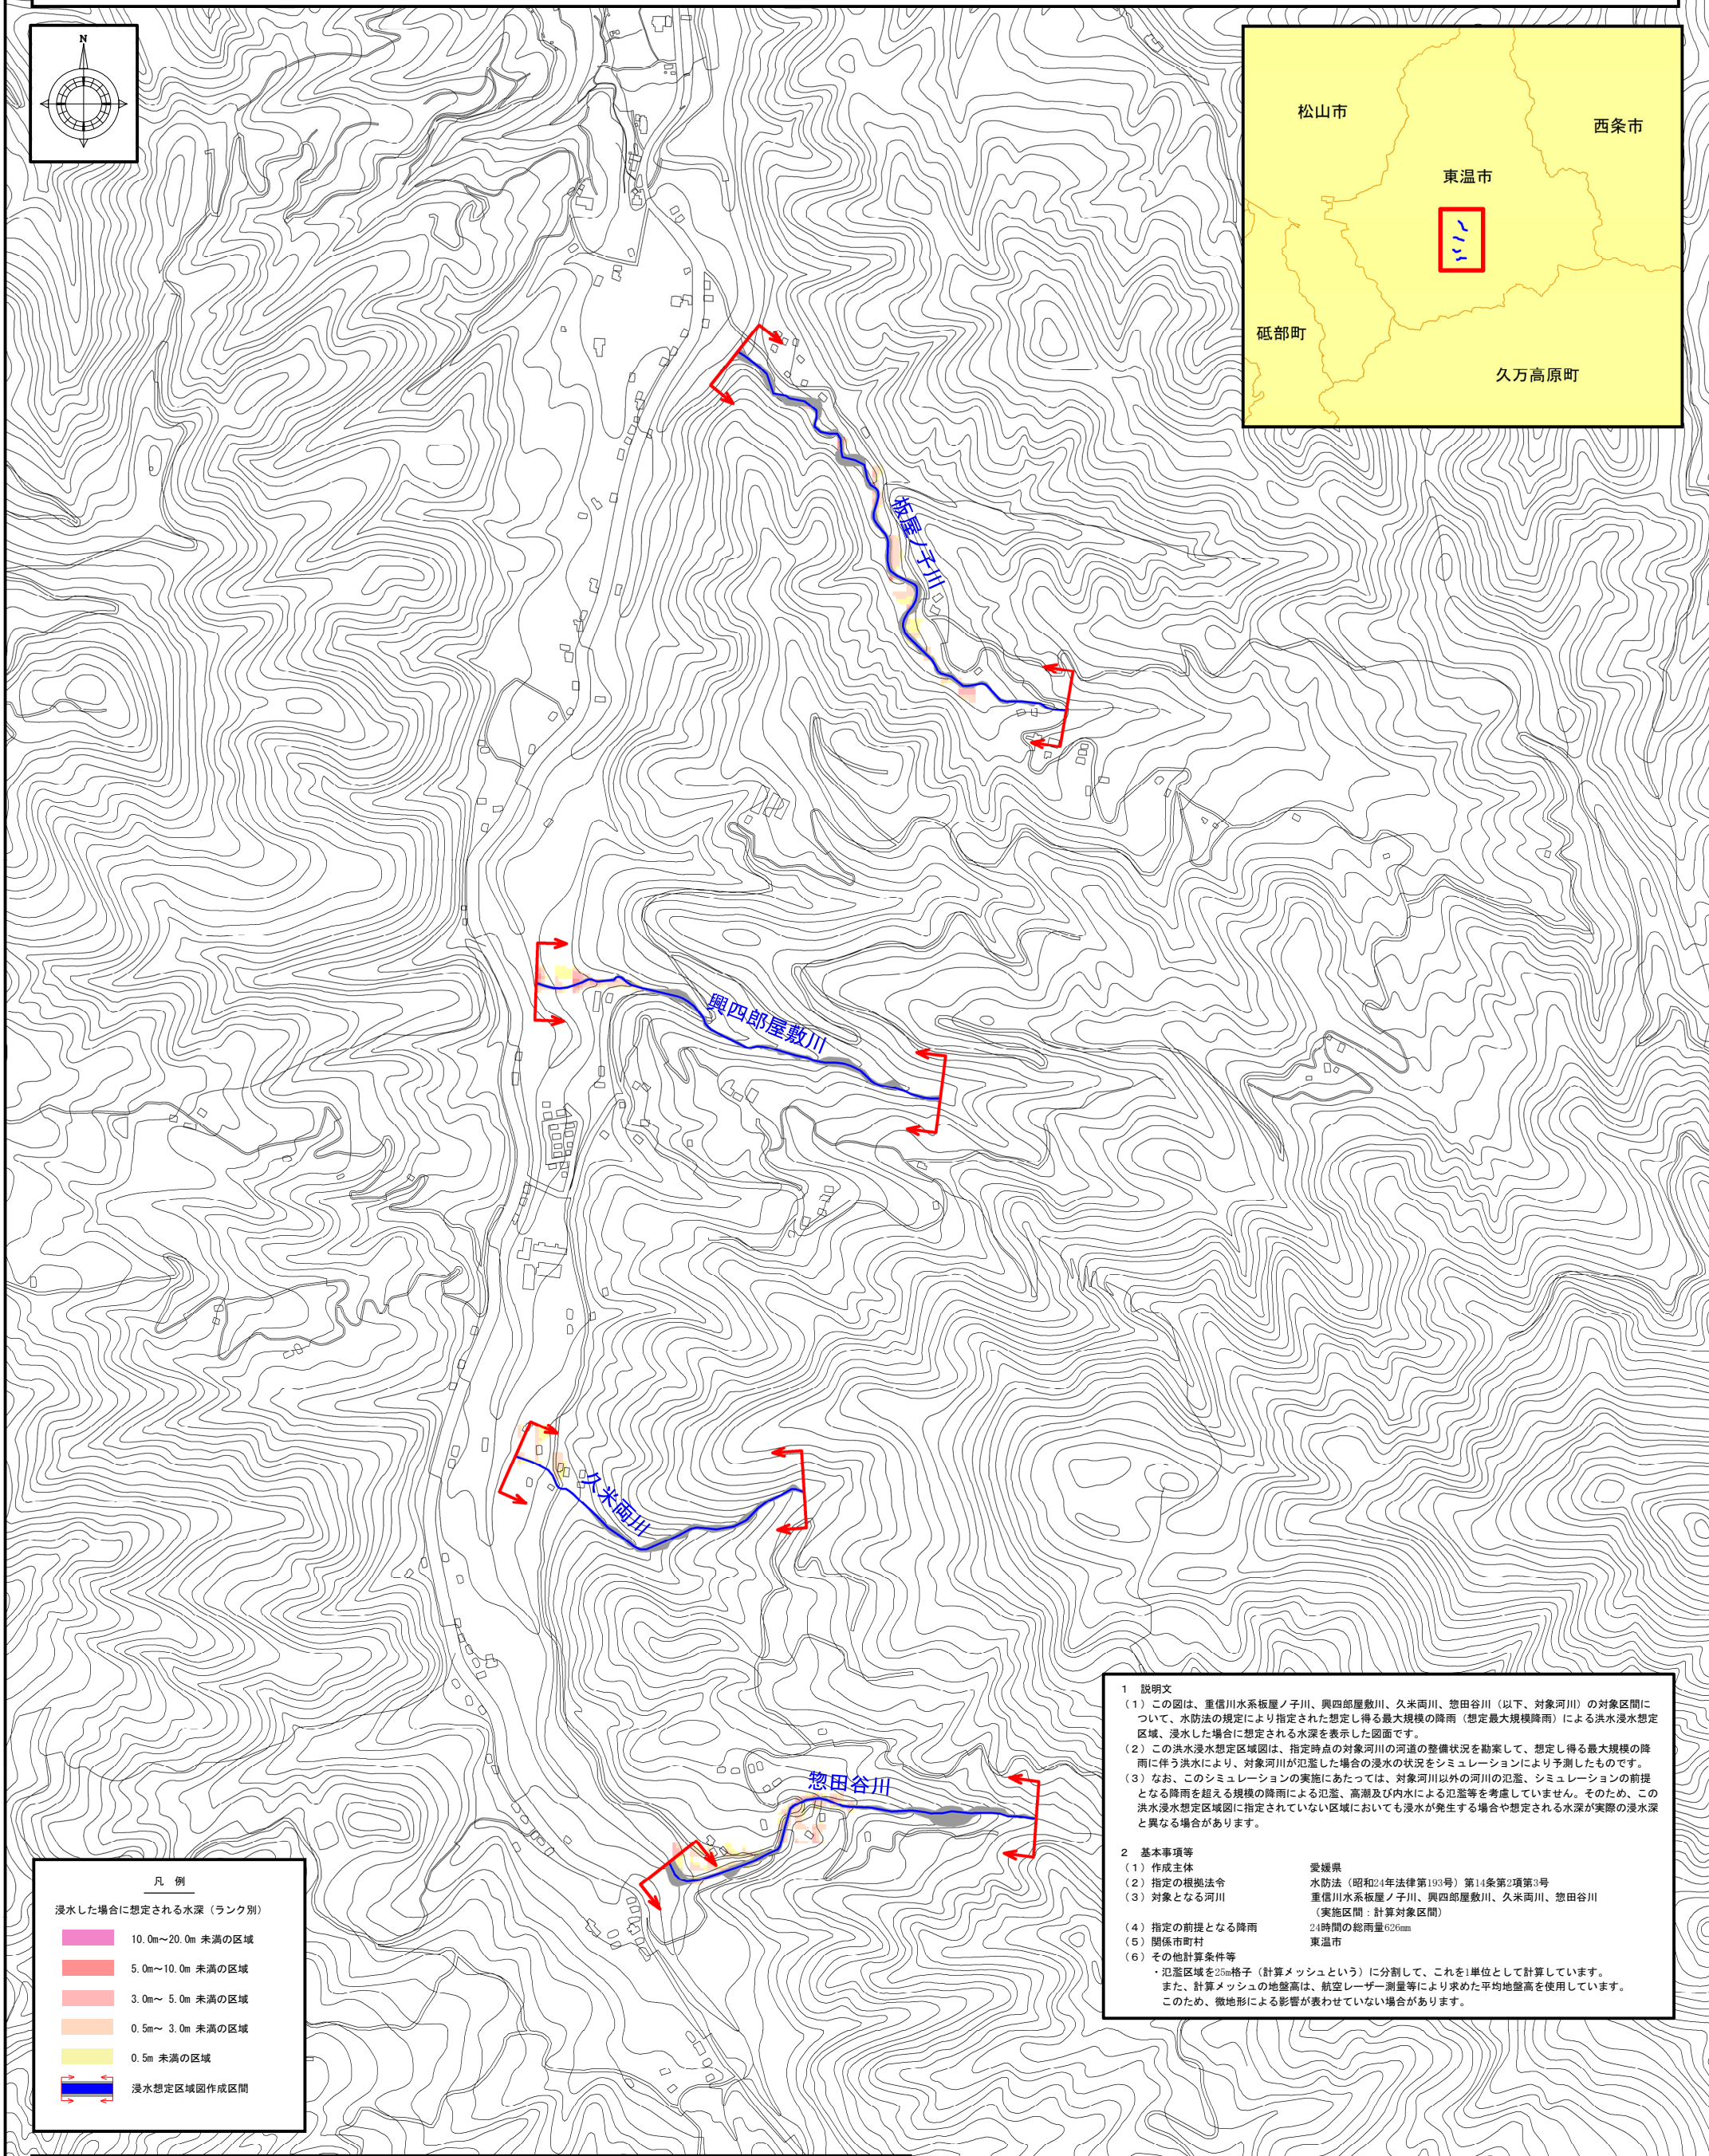 N
松山市
西条市
東温市
砥部町
久万高原町
板屋ノ子川
興四郎屋敷川
久米両川
惣田谷川
1 説明文
（1）この図は、重信川水系板屋ノ子川、興四郎屋敷川、久米両川、惣田谷川（以下、対象河川）の対象区間に
ついて、水防法の規定により指定された想定し得る最大規模の降雨（想定最大規模降雨）による洪水浸水想定
区域、浸水した場合に想定される水深を表示した図面です。
（2）この洪水浸水想定区域図は、指定時点の対象河川の河道の整備状況を勘案して、想定し得る最大規模の降
雨に伴う洪水により、対象河川が氾濫した場合の浸水の状況をシミュレーションにより予測したものです。
（3）なお、このシミュレーションの実施にあたっては、対象河川以外の河川の氾濫、シミュレーションの前提
となる降雨を超える規模の降雨による氾濫、高潮及び内水による氾濫等を考慮していません。そのため、この
洪水浸水想定区域図に指定されていない区域においても浸水が発生する場合や想定される水深が実際の浸水深
と異なる場合があります。
2 基本事項等
（1）作成主体 愛媛県
（2）指定の根拠法令 水防法（昭和24年法律第193号）第14条第2項第3号
（3）対象となる河川 重信川水系板屋ノ子川、興四郎屋敷川、久米両川、惣田谷川
（実施区間：計算対象区間）
（4）指定の前提となる降雨 24時間の総雨量626mm
（5）関係市町村 東温市
（6）その他計算条件等
・氾濫区域を25m格子（計算メッシュという）に分割して、これを1単位として計算しています。
また、計算メッシュの地盤高は、航空レーザー測量等により求めた平均地盤高を使用しています。
このため、微地形による影響が表わせていない場合があります。
凡 例
浸水した場合に想定される水深（ランク別）
10.0m～20.0m 未満の区域
5.0m～10.0m 未満の区域
3.0m～ 5.0m 未満の区域
0.5m～ 3.0m 未満の区域
0.5m 未満の区域
浸水想定区域図作成区間